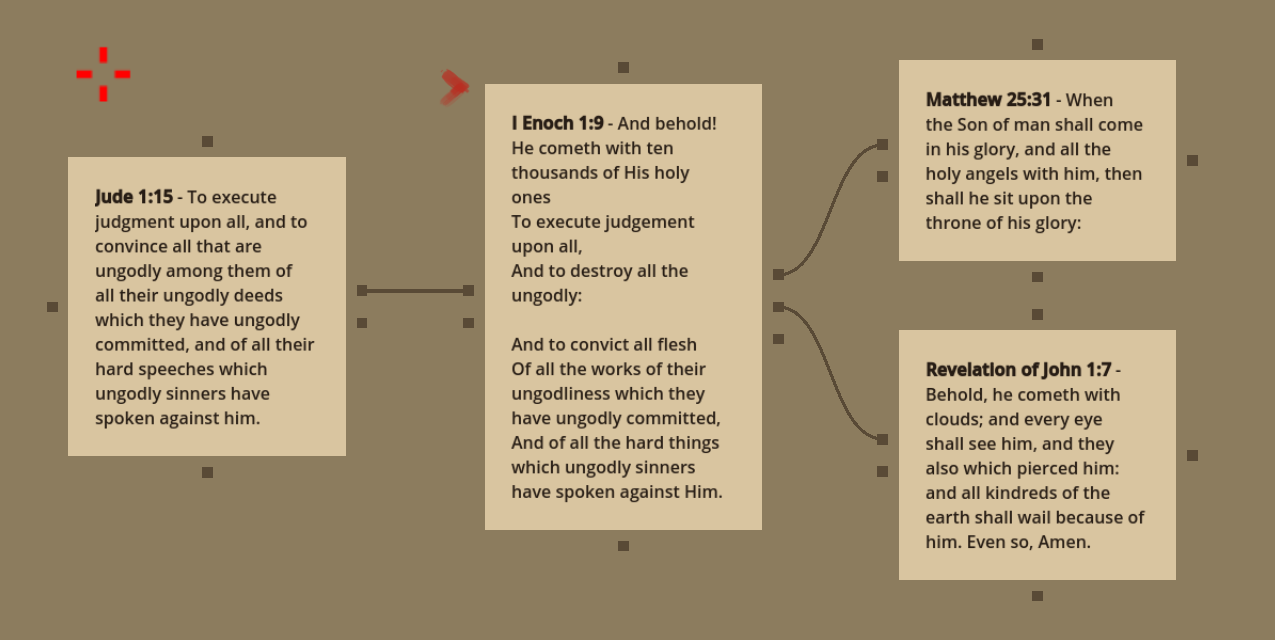 Jude 1:15 - To execute
judgment upon all, and to
convince all that are
ungodly among them of
all their ungodly deeds
which they have ungodly
committed, and of all their
hard speeches which
ungodly sinners have
spoken against him.
I Enoch 1:9 - And behold!
He cometh with ten
thousands of His holy
ones
To execute judgement
upon all,
And to destroy all the
ungodly:
And to convict all flesh
Of all the works of their
ungodliness which they
have ungodly committed,
And of all the hard things
which ungodly sinners
have spoken against Him.
Matthew 25:31 - When
the Son of man shall come
in his glory, and all the
holy angels with him, then
shall he sit upon the
throne of his glory:
Revelation of John 1:7 -
Behold, he cometh with
clouds; and every eye
shall see him, and they
also which pierced him:
and all kindreds of the
earth shall wail because of
him. Even so, Amen.